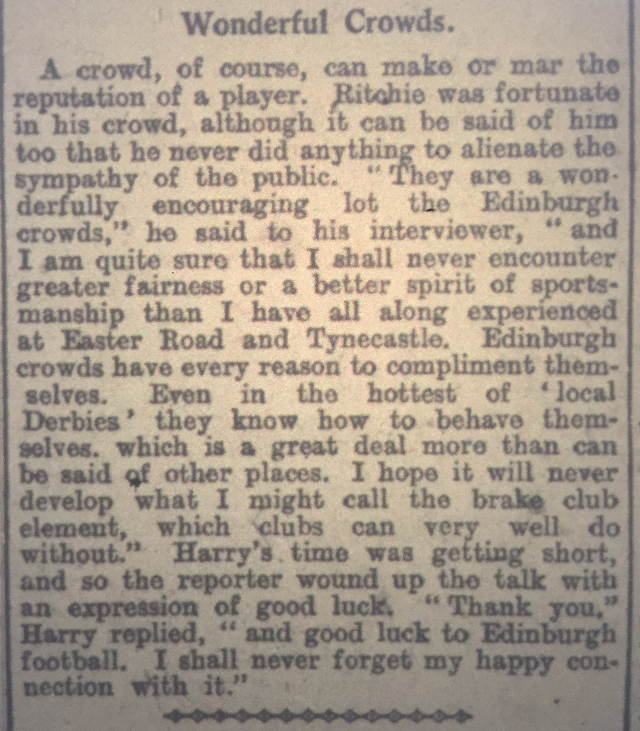 Wonderful Crowds.
A crowd, of course, can make or mar the
reputation of a player. Ritchie was fortunate
in his crowd, although it can be said of him
too that he never did anything to alienate the
sympathy of the public. "They are a won-
derfully encouraging lot the Edinburgh
crowds," he said to his interviewer, "and
I am quite sure that I shall never encounter
greater fairness or a better spirit of sports-
manship than I have all along experienced
at Easter Road and Tynecastle. Edinburgh
crowds have every reason to compliment them-
selves. Even in the hottest of 'local
Derbies' they know how to behave them-
selves. which is a great deal more than can
be said of other places. I hope it will never
develop what I might call the brake club
element, which clubs can very well do
without." Harry's time was getting short,
and so the reporter wound up the talk with
an expression of good luck. "Thank you,"
Harry replied, "and good luck to Edinburgh
football. I shall never forget my happy con-
nection with it."